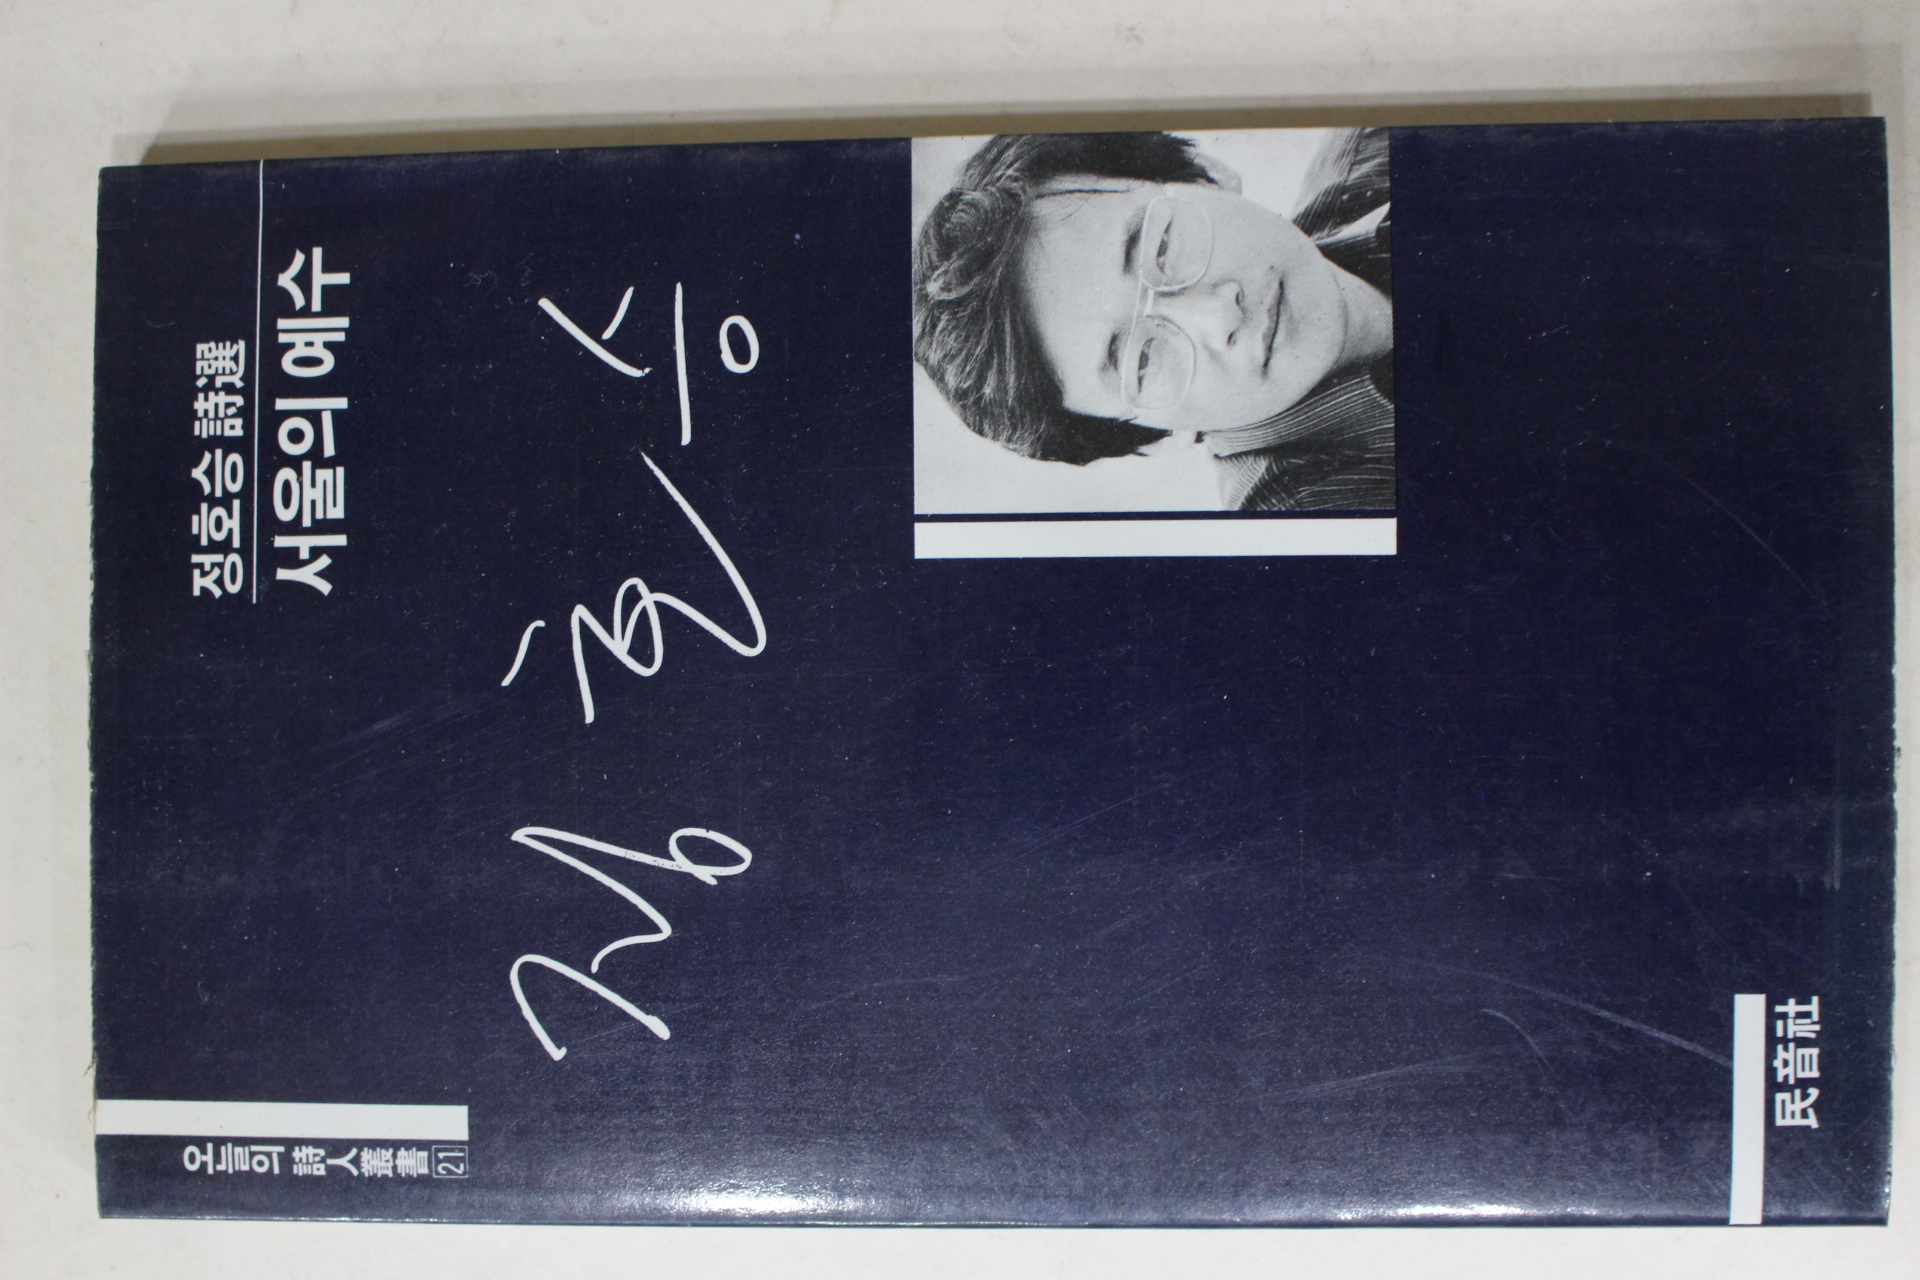 정호승 詩選
서울의 예수
정호승
오늘의 詩人叢書 21
民音社